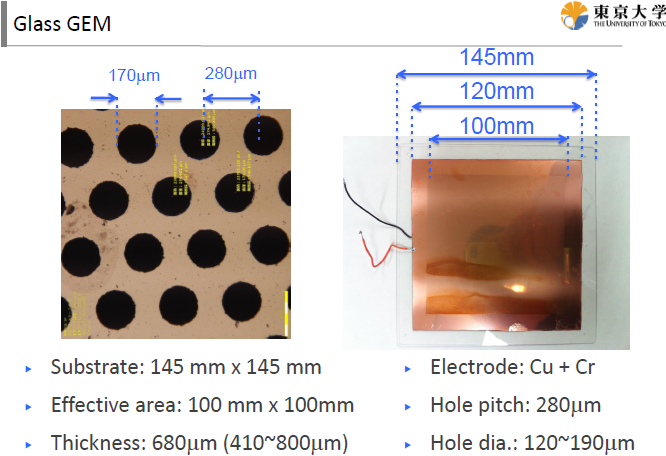 Glass GEM
東京大学
THE UNIVERSITY OF TOKYO
170μm
280μm
145mm
120mm
100mm
Substrate: 145 mm x 145 mm
Effective area: 100 mm x 100mm
Thickness: 680μm (410~800μm)
Electrode: Cu + Cr
Hole pitch: 280μm
Hole dia.: 120~190μm